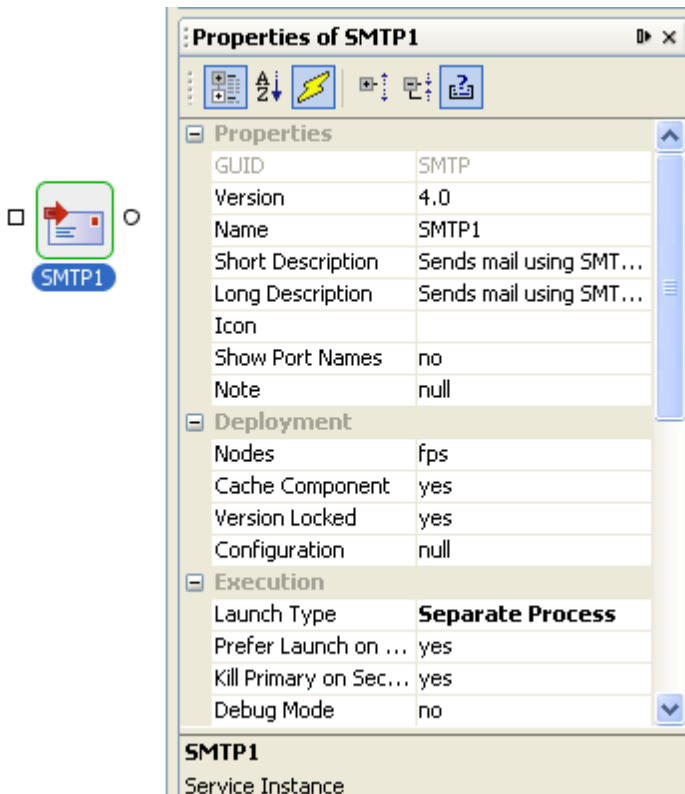 Properties of SMTP1
Properties
GUID SMTP
Version 4.0
Name SMTP1
Short Description Sends mail using SMT...
Long Description Sends mail using SMT...
Icon
Show Port Names no
Note null
Deployment
Nodes fps
Cache Component yes
Version Locked yes
Configuration null
Execution
Launch Type Separate Process
Prefer Launch on ... yes
Kill Primary on Sec... yes
Debug Mode no
SMTP1
Service Instance
SMTP1